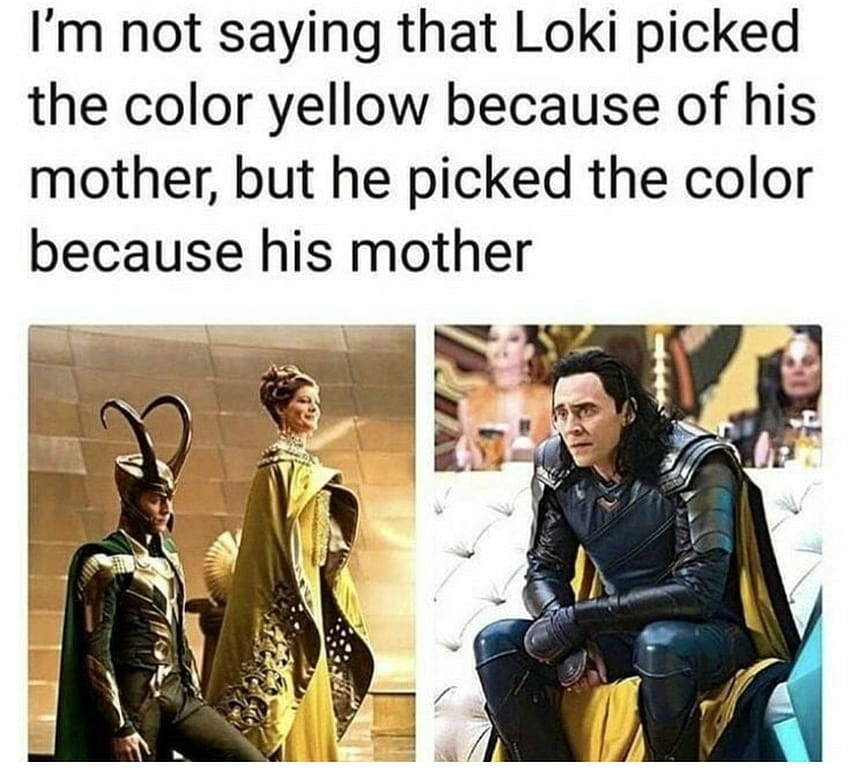 I'm not saying that Loki picked
the color yellow because of his
mother, but he picked the color
because his mother